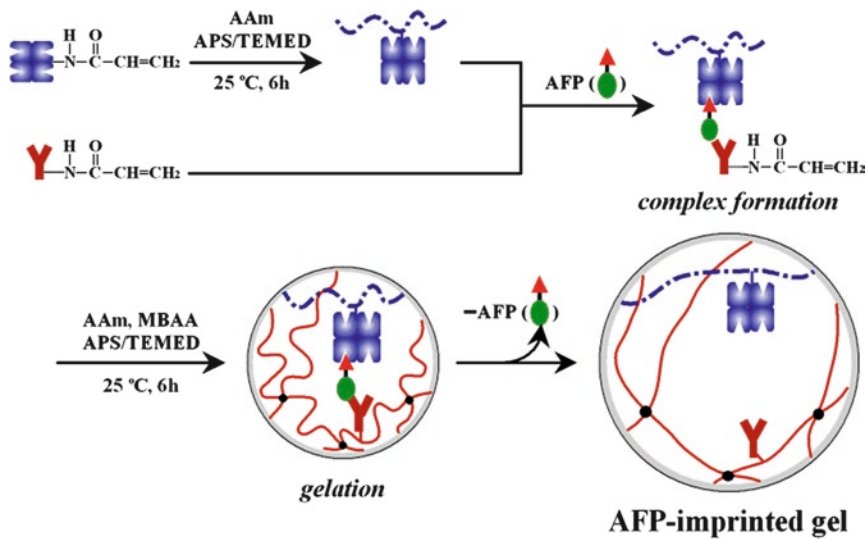 H O
N–C–CH=CH₂
AAm
APS/TEMED
25 °C, 6h
AFP ( )
H O
N–C–CH=CH₂
H O
N–C–CH=CH₂
complex formation
AAm, MBAA
APS/TEMED
25 °C, 6h
–AFP ( )
gelation
AFP-imprinted gel